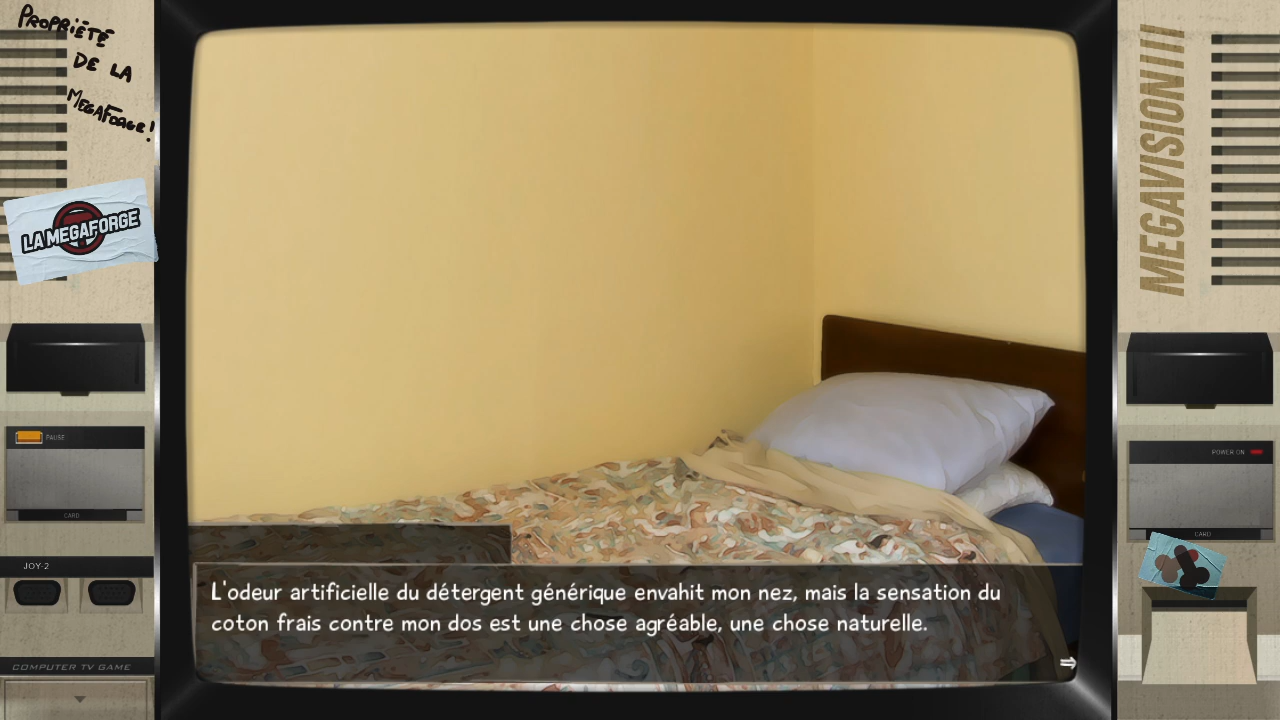 PROPRIÉTÉ
DE LA
MEGAFORGE!
LA MEGAFORGE
PAUSE
CARD
JOY-2
COMPUTER TV GAME
L'odeur artificielle du détergent générique envahit mon nez, mais la sensation du
coton frais contre mon dos est une chose agréable, une chose naturelle.
MEGAVISION///
POWER ON
CARD